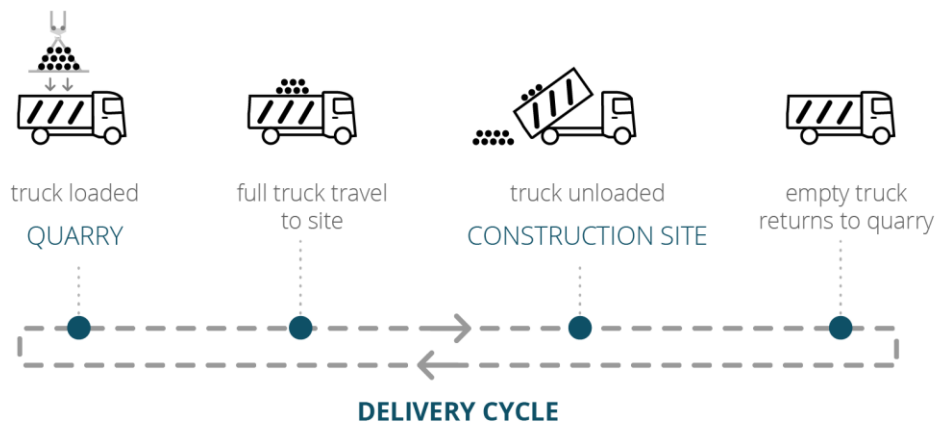 truck loaded
QUARRY
full truck travel
to site
truck unloaded
CONSTRUCTION SITE
empty truck
returns to quarry
DELIVERY CYCLE